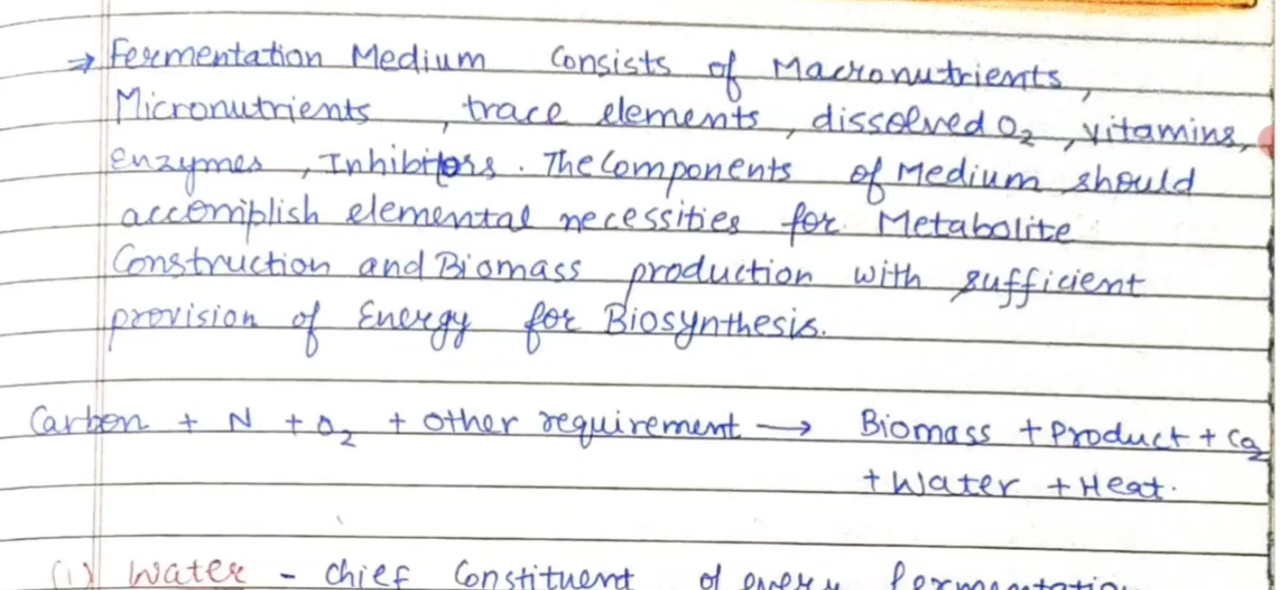 ⇒ Fermentation Medium Consists of Macronutrients,
Micronutrients, trace elements, dissolved O₂, vitamins,
enzymes, Inhibitors. The Components of Medium should
accomplish elemental necessities for Metabolite
Construction and Biomass production with sufficient
provision of Energy for Biosynthesis.
Carbon + N + O₂ + other requirement → Biomass + Product + CO₂
+ Water + Heat.
(1) Water - chief Constituent of every fermentation